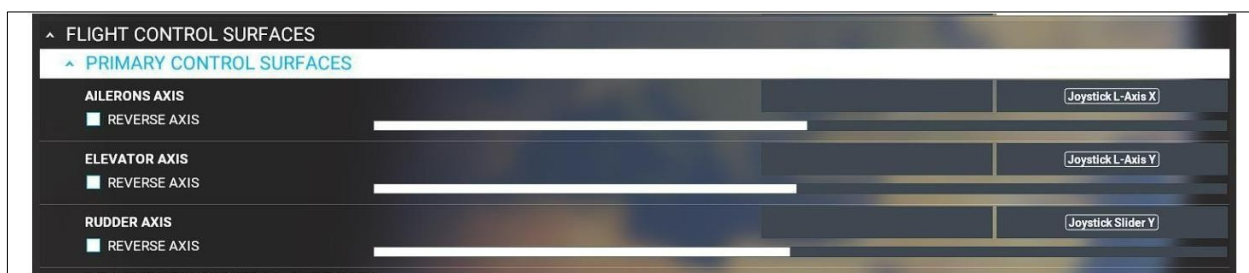 FLIGHT CONTROL SURFACES
PRIMARY CONTROL SURFACES
AILERONS AXIS
Joystick L-Axis X
REVERSE AXIS
ELEVATOR AXIS
Joystick L-Axis Y
REVERSE AXIS
RUDDER AXIS
Joystick Slider Y
REVERSE AXIS